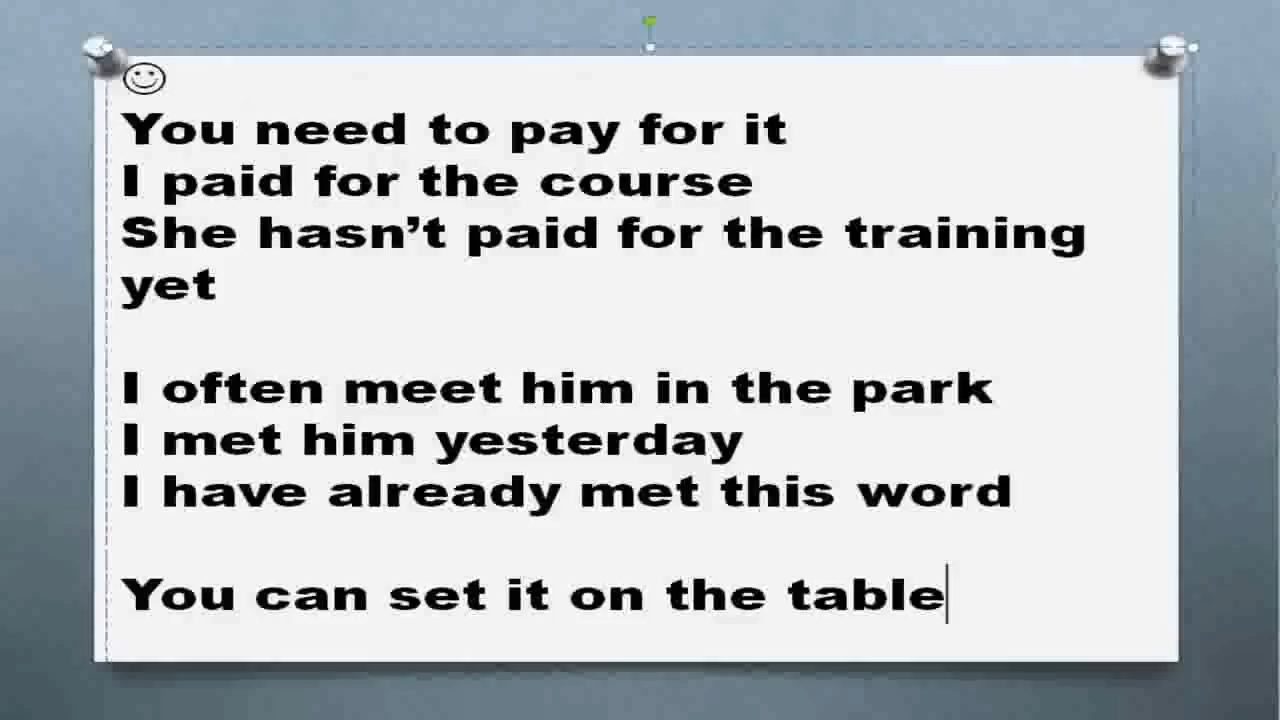 You need to pay for it
I paid for the course
She hasn’t paid for the training
yet
I often meet him in the park
I met him yesterday
I have already met this word
You can set it on the table